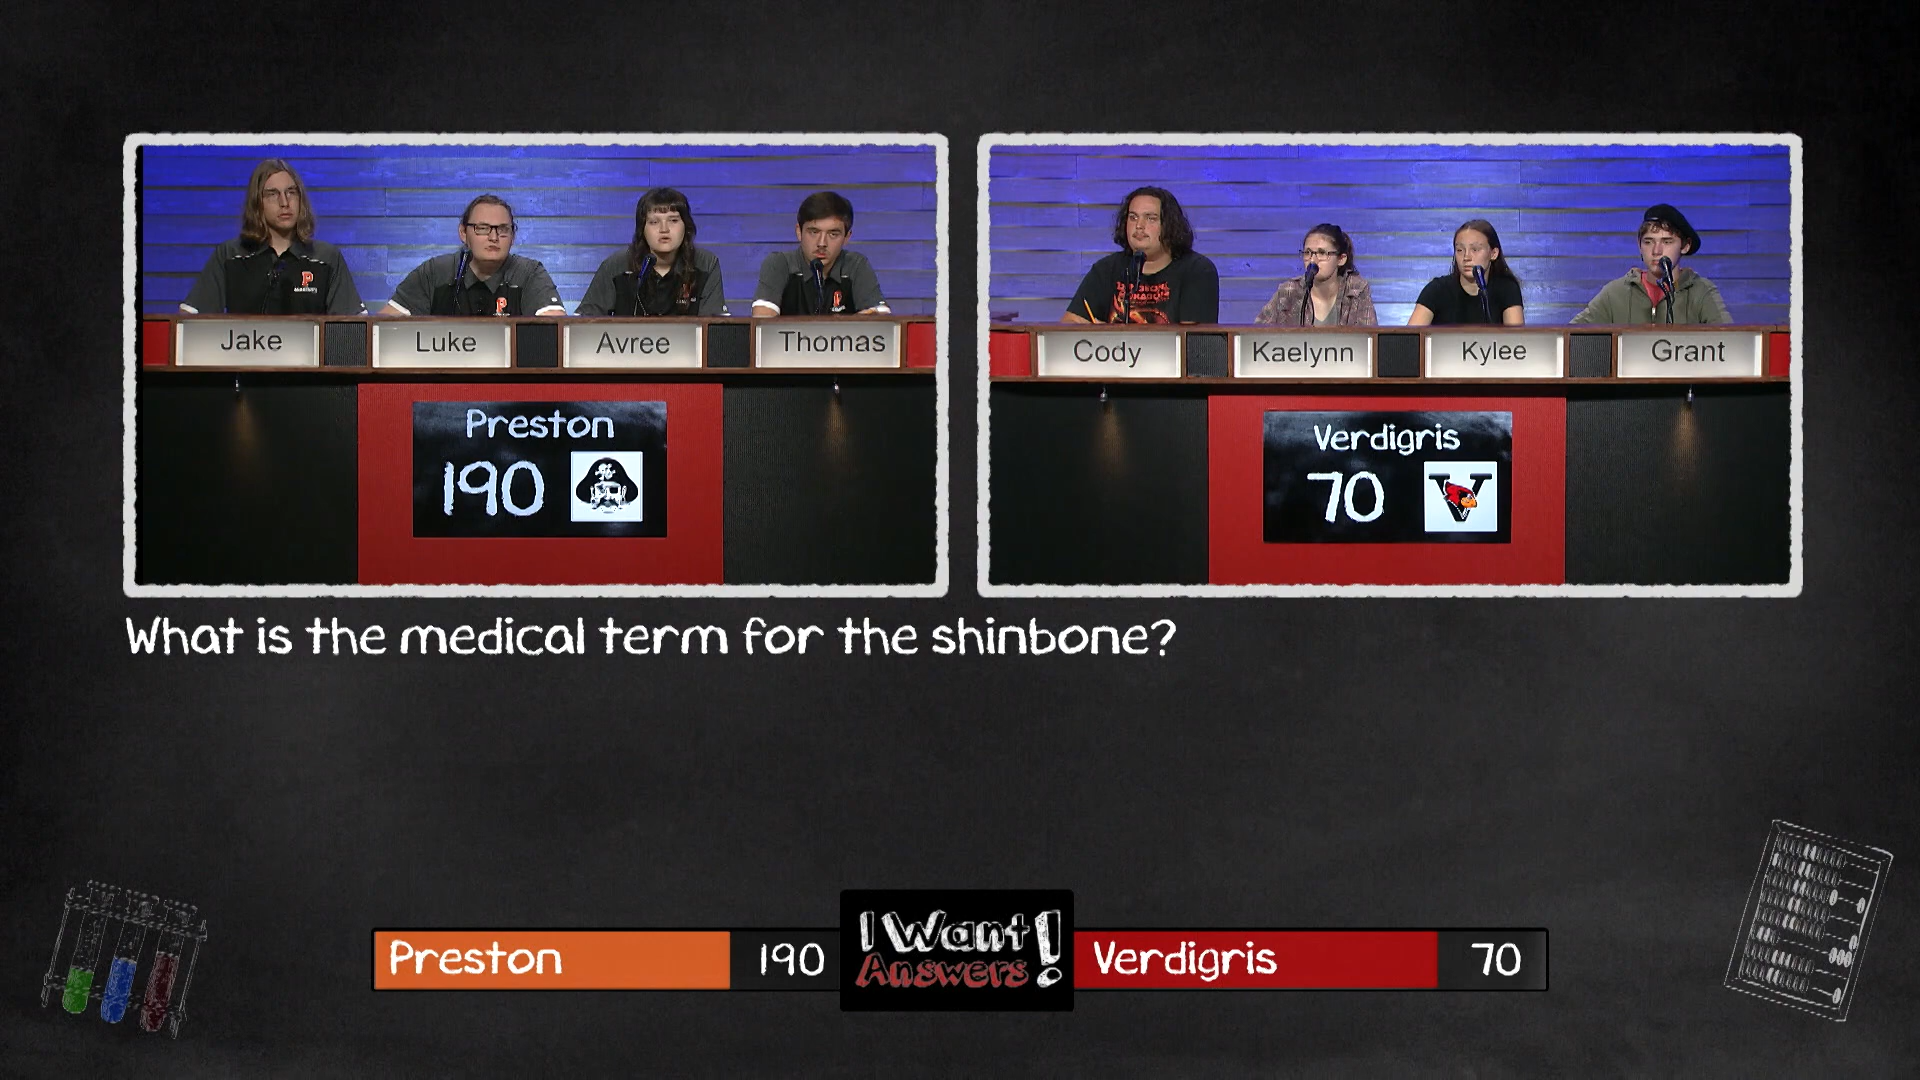 Jake
Luke
Avree
Thomas
Cody
Kaelynn
Kylee
Grant
Preston
190
Verdigris
70
V
What is the medical term for the shinbone?
Preston 190
I Want
Answers!
Verdigris 70